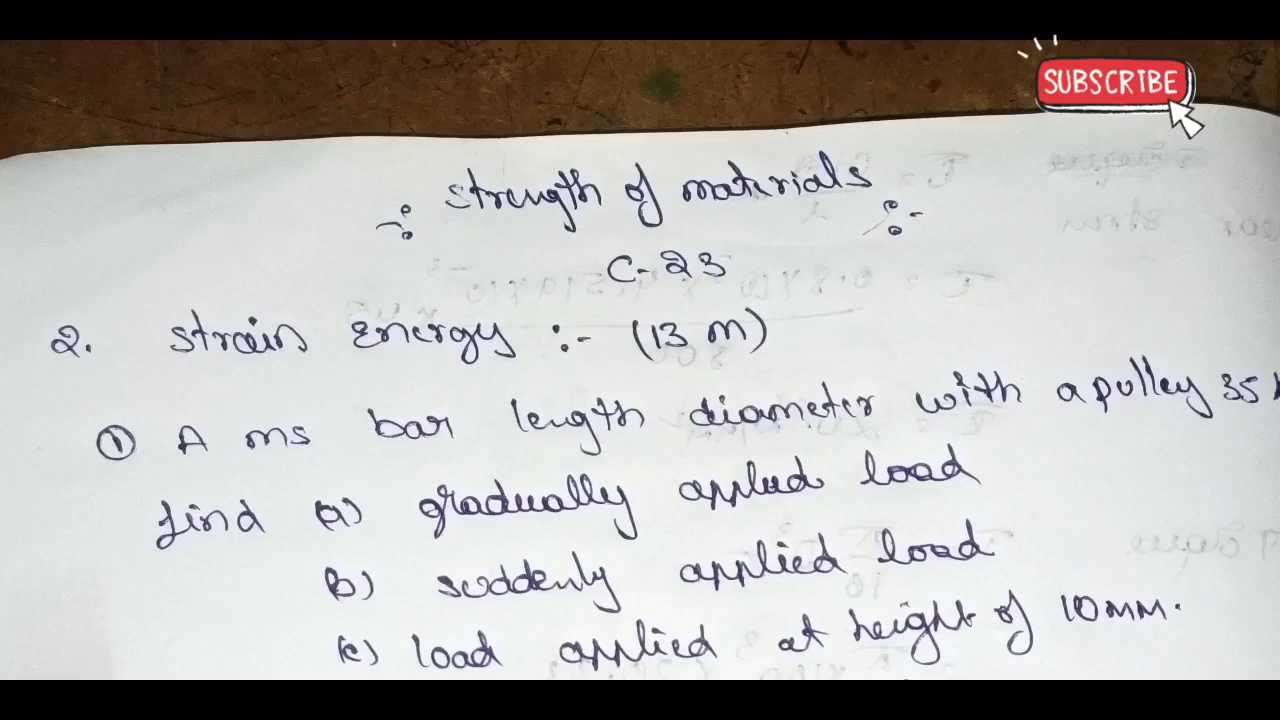 SUBSCRIBE
-: Strength of materials :-
C-23
2. Strain Energy :- (13 m)
① A ms bar length diameter with a pulley 35
find (a) gradually applied load
(b) suddenly applied load
(c) load applied at height of 10mm.